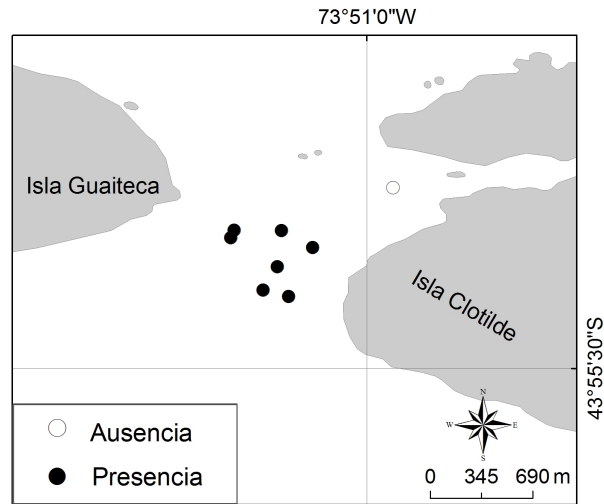 73°51'0"W
Isla Guaiteca
Isla Clotilde
43°55'30"S
Ausencia
Presencia
N
W E
S
0 345 690 m